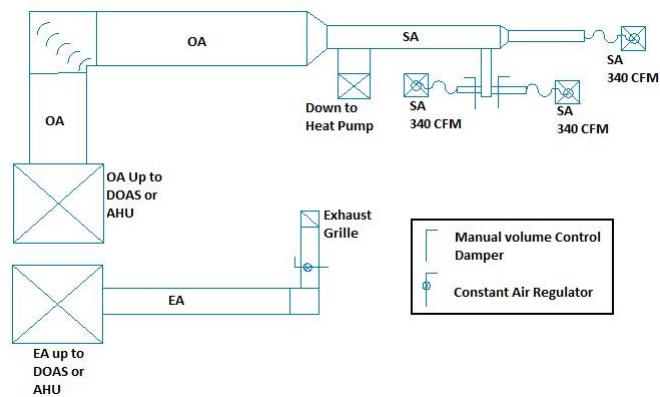 OA
SA
SA
340 CFM
Down to
Heat Pump
SA
340 CFM
SA
340 CFM
OA
OA Up to
DOAS or
AHU
Exhaust
Grille
Manual volume Control
Damper
Constant Air Regulator
EA
EA up to
DOAS or
AHU